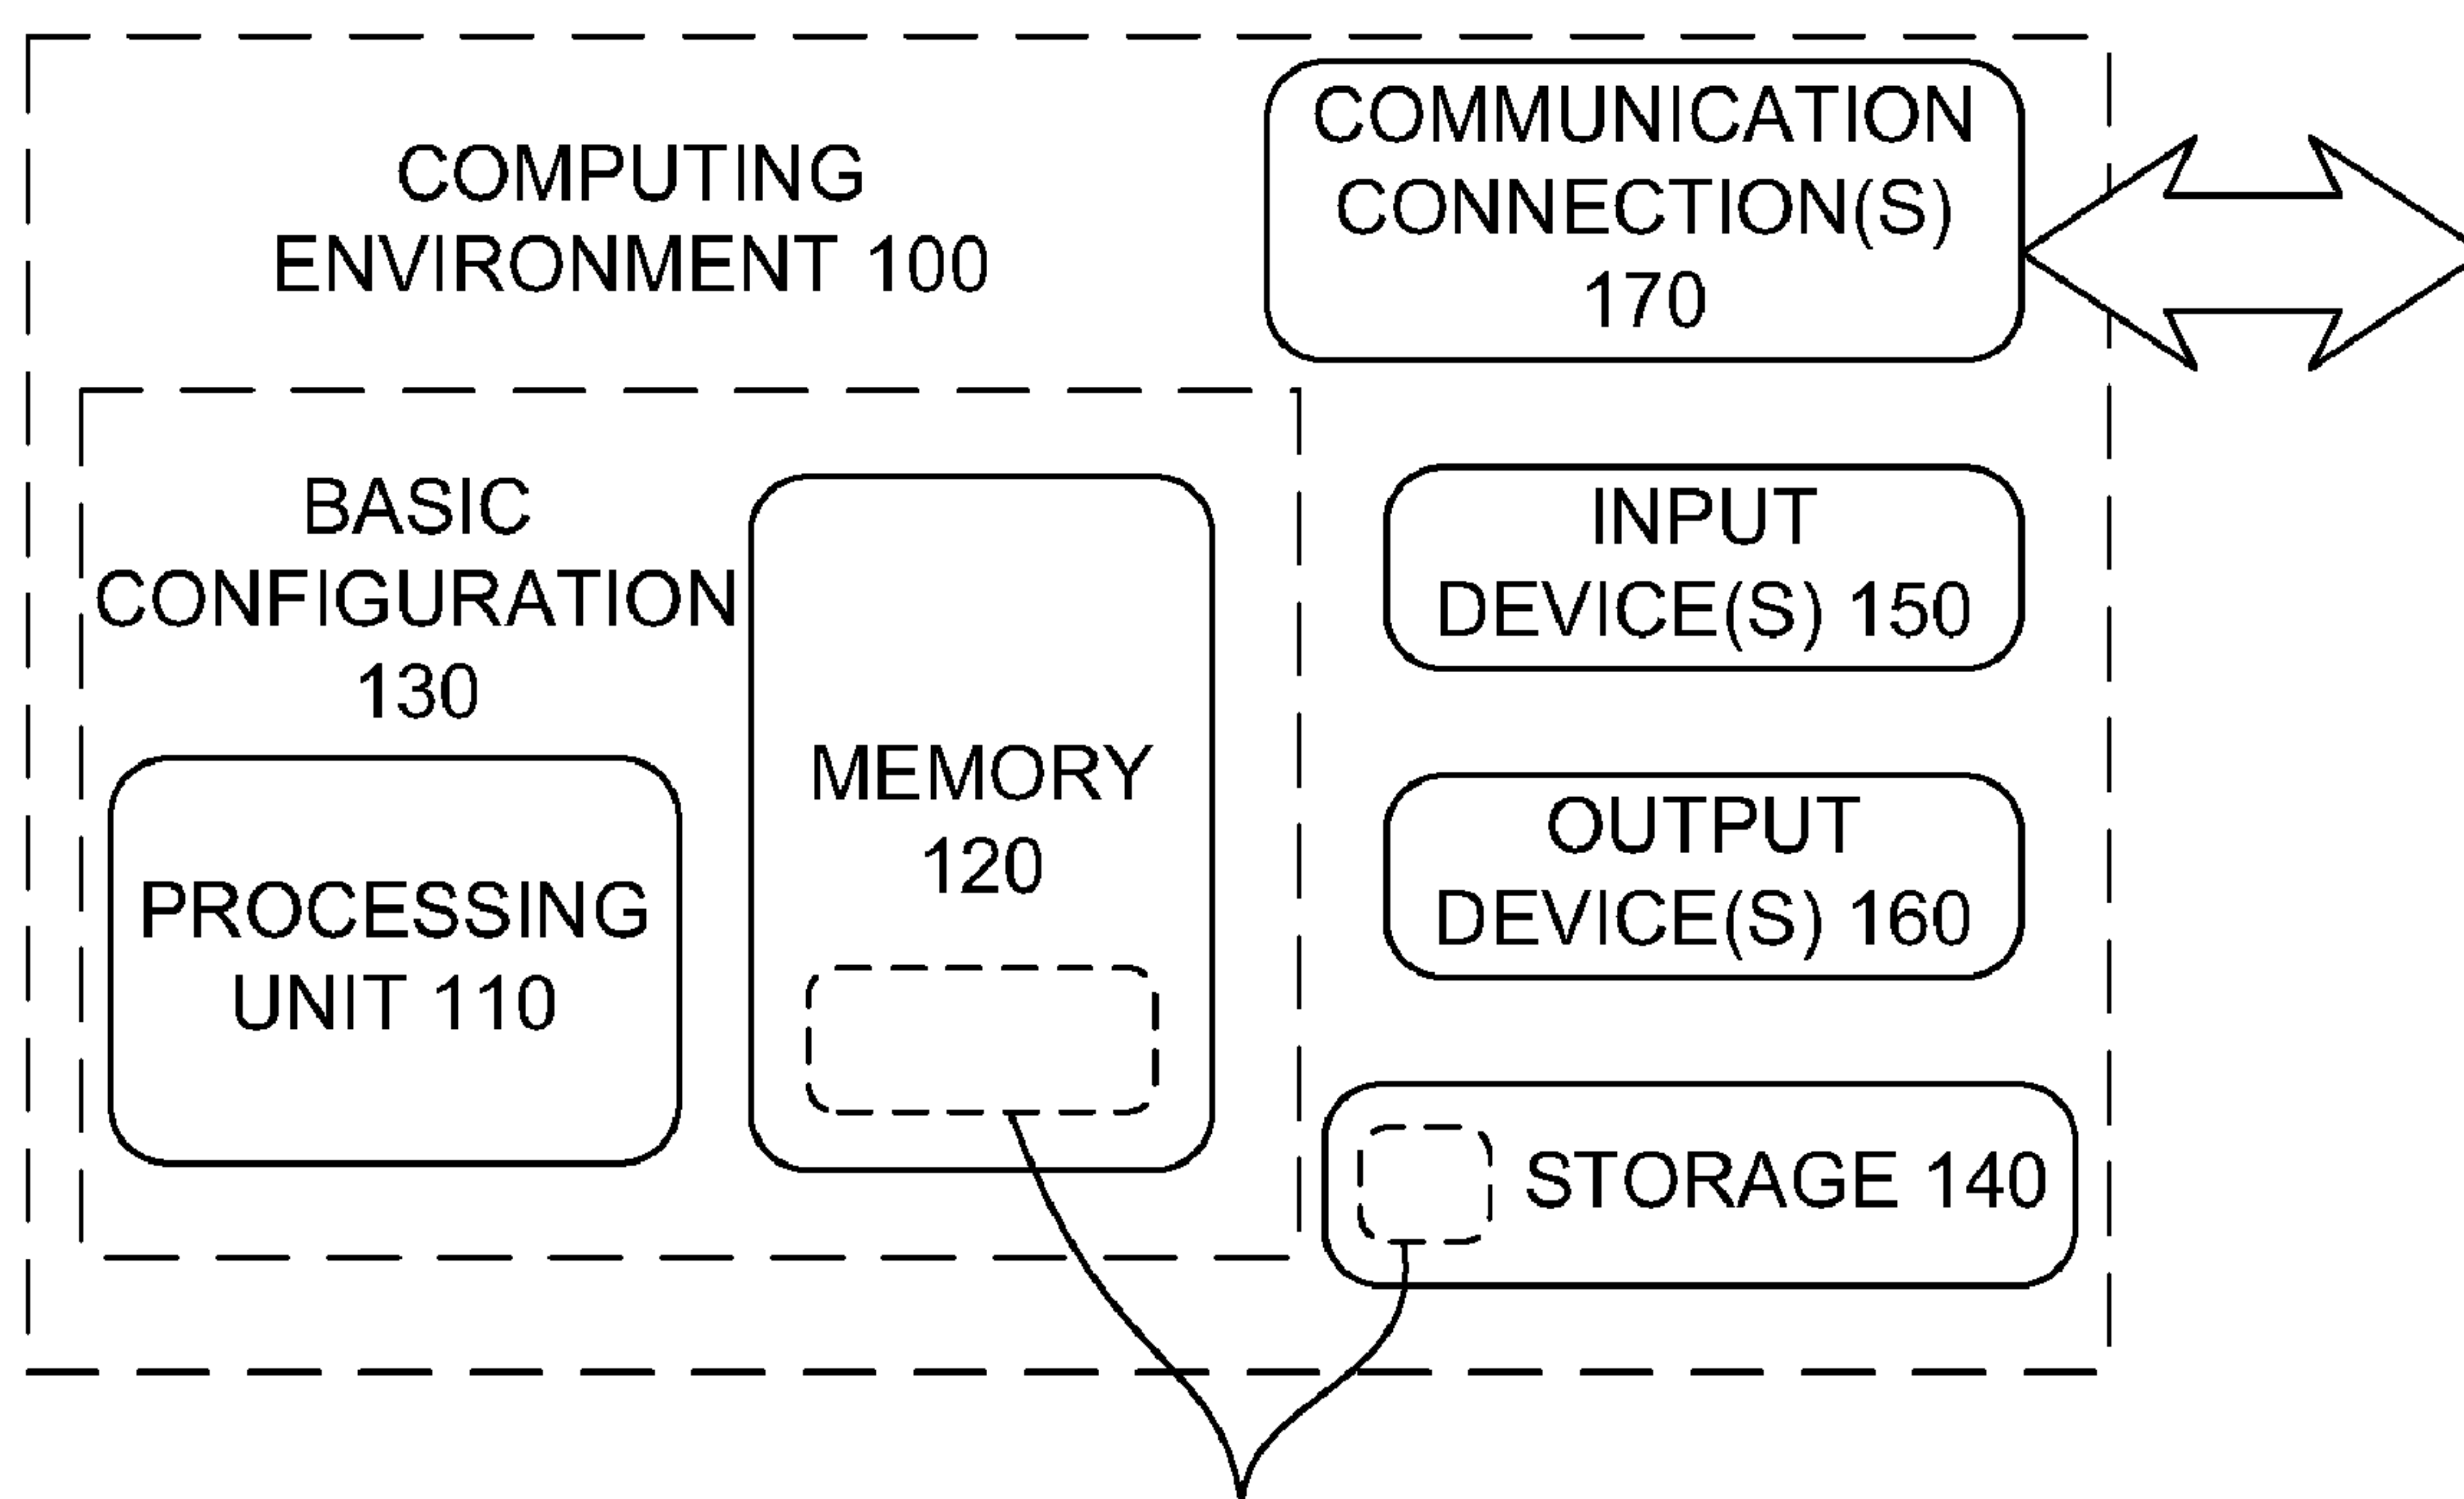 COMPUTING
ENVIRONMENT 100
COMMUNICATION
CONNECTION(S)
170
BASIC
CONFIGURATION
130
PROCESSING
UNIT 110
MEMORY
120
INPUT
DEVICE(S) 150
OUTPUT
DEVICE(S) 160
STORAGE 140